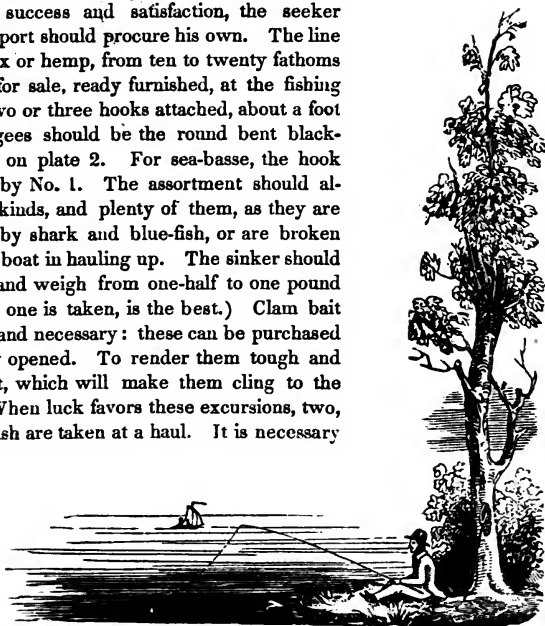 success and satisfaction, the seeker
port should procure his own. The line
x or hemp, from ten to twenty fathoms
for sale, ready furnished, at the fishing
vo or three hooks attached, about a foot
gees should be the round bent black-
on plate 2. For sea-basse, the hook
by No. 1. The assortment should al-
kinds, and plenty of them, as they are
by shark and blue-fish, or are broken
boat in hauling up. The sinker should
and weigh from one-half to one pound
one is taken, is the best.) Clam bait
and necessary: these can be purchased
opened. To render them tough and
t, which will make them cling to the
When luck favors these excursions, two,
sh are taken at a haul. It is necessary